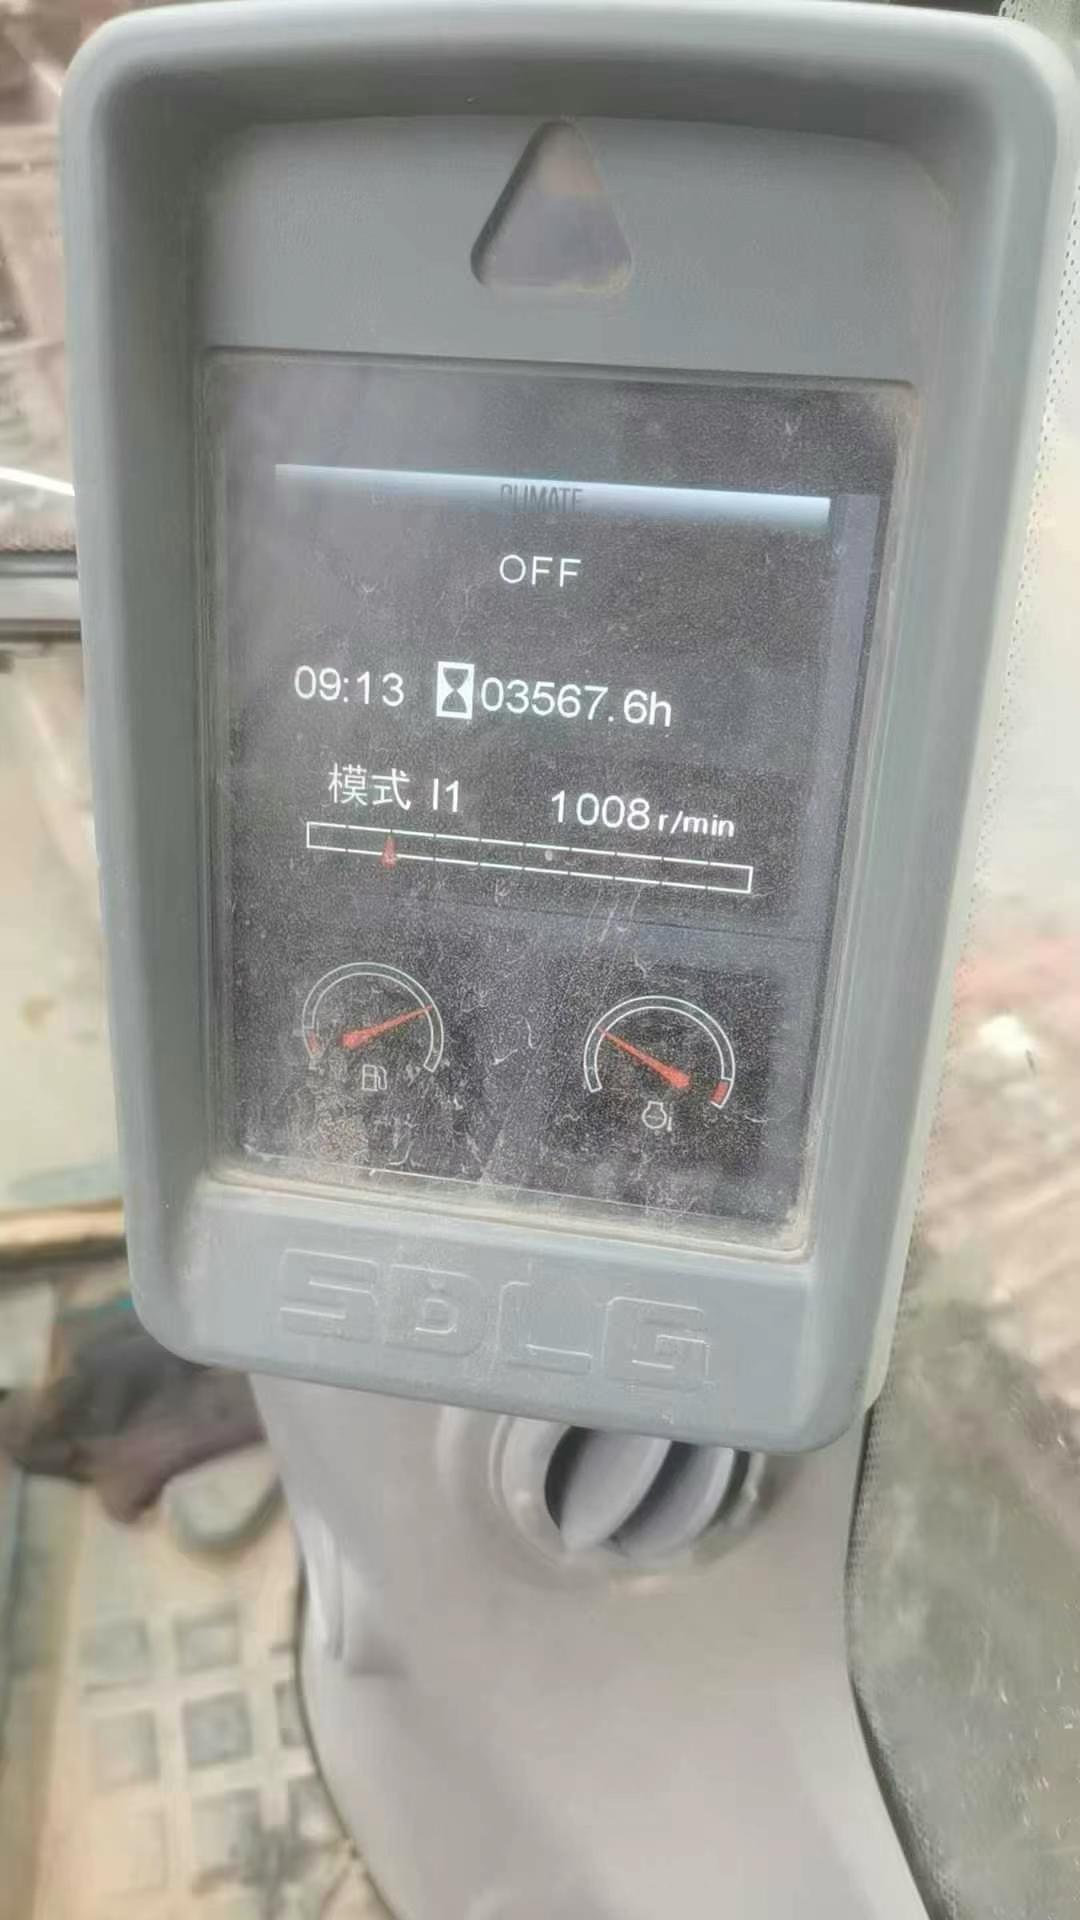 CLIMATE
OFF
09:13 03567.6h
模式 I1 1008 r/min
SDLG